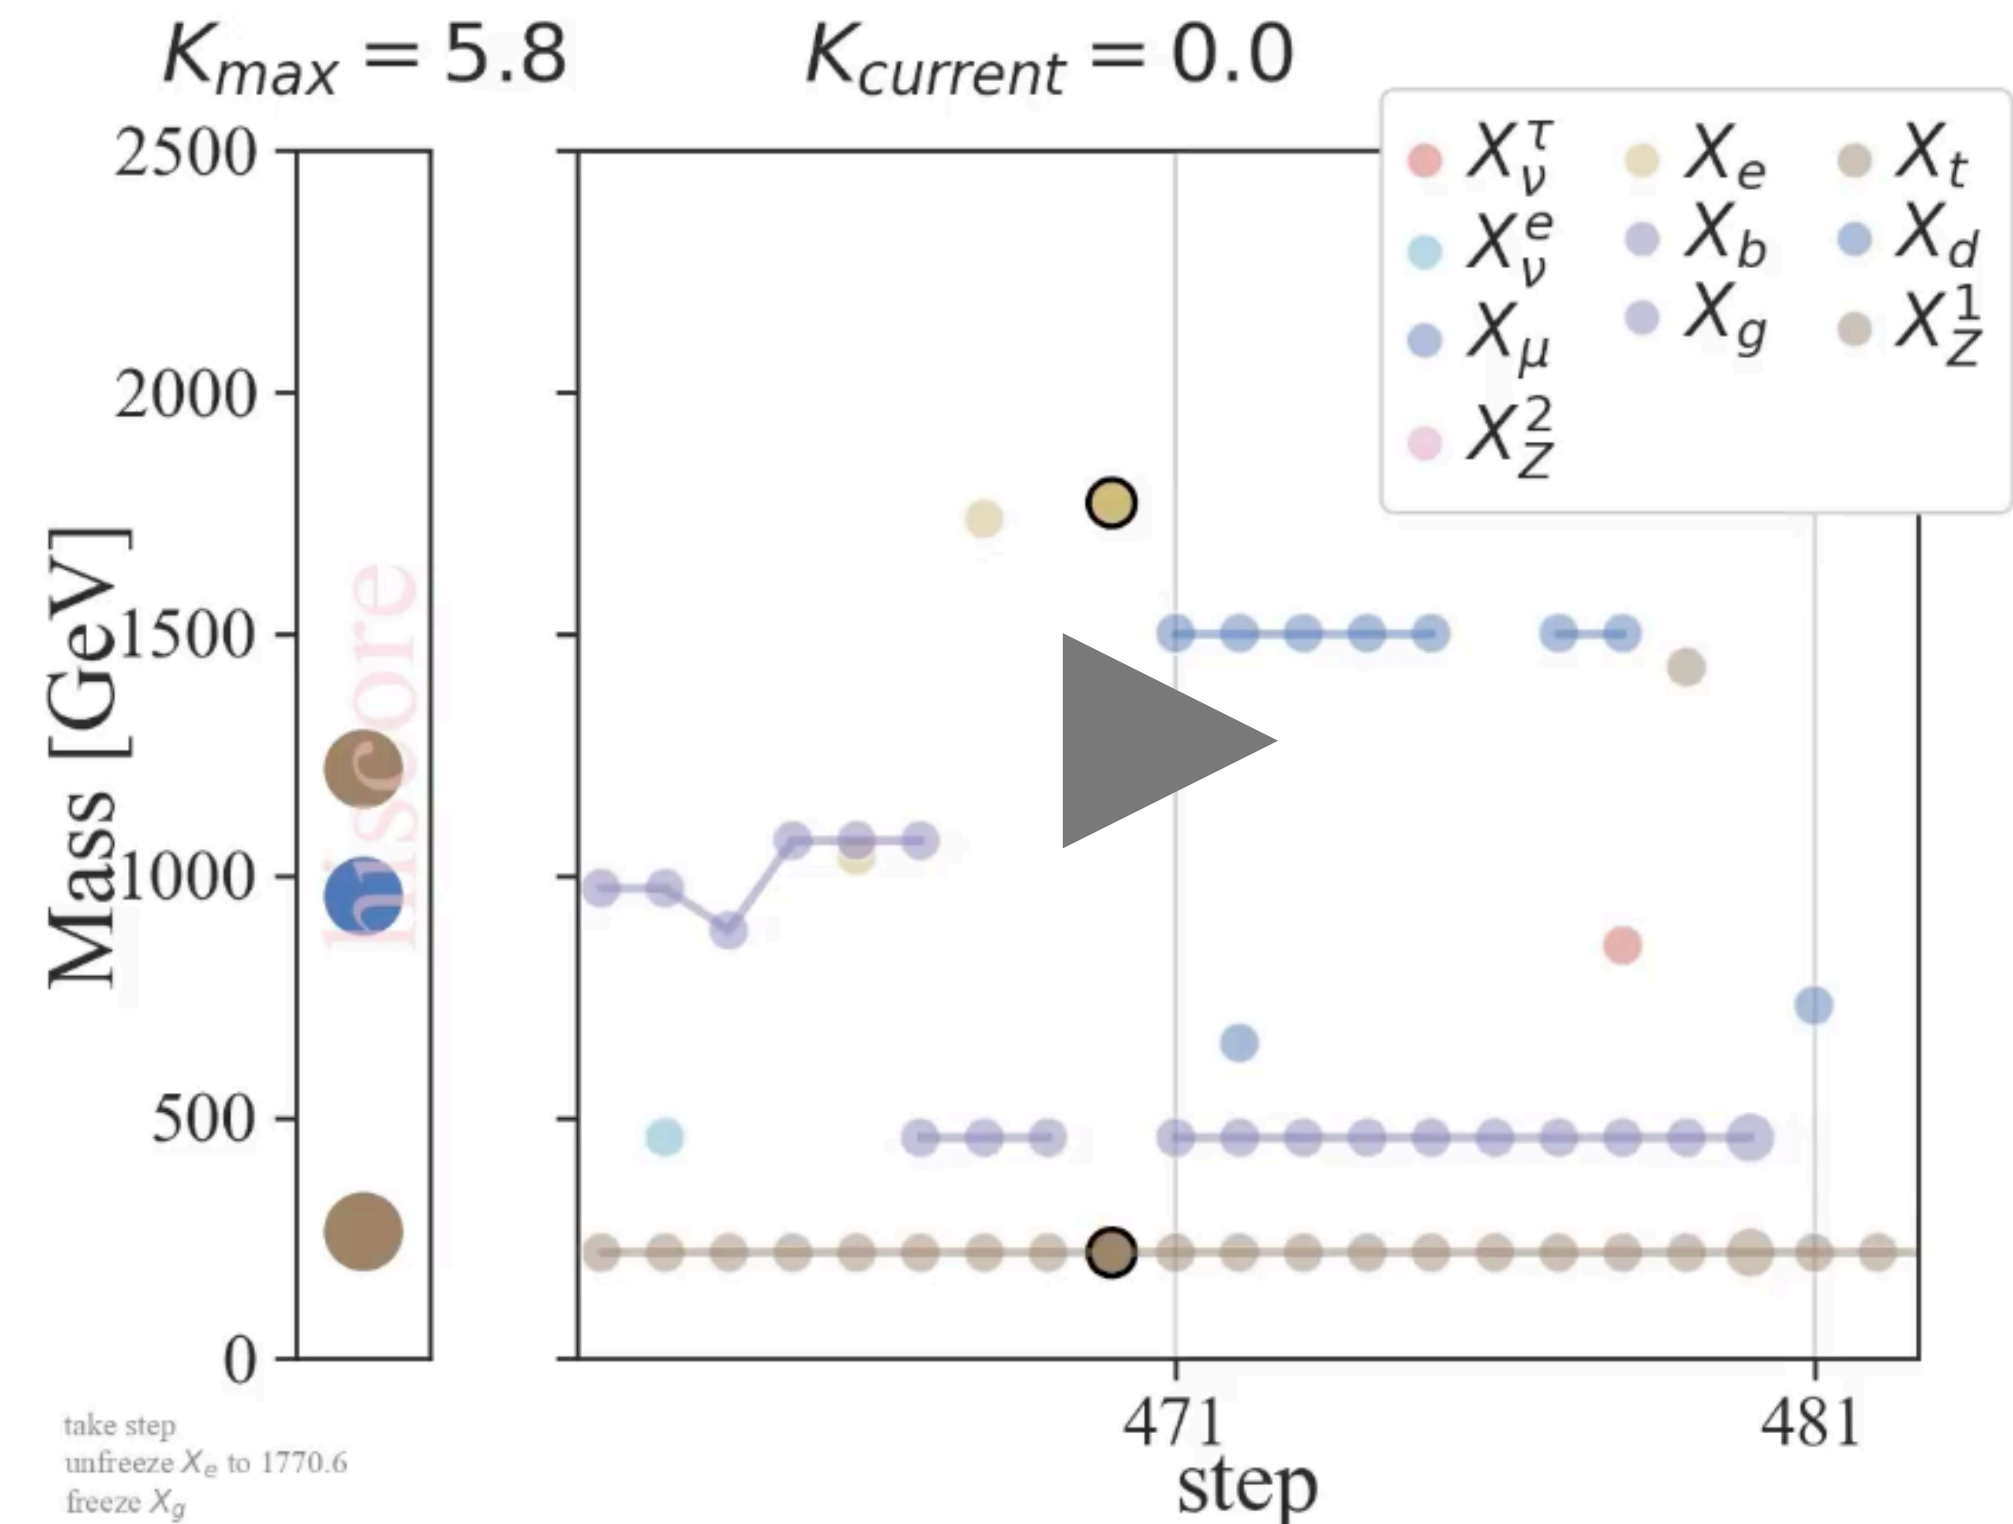 K_max = 5.8
K_current = 0.0
X_ν^τ
X_ν^e
X_μ
X_Z^2
X_e
X_b
X_g
X_t
X_d
X_Z^1
Mass [GeV]
2500
2000
1500
1000
500
0
hiscore
471
481
step
take step
unfreeze X_e to 1770.6
freeze X_g